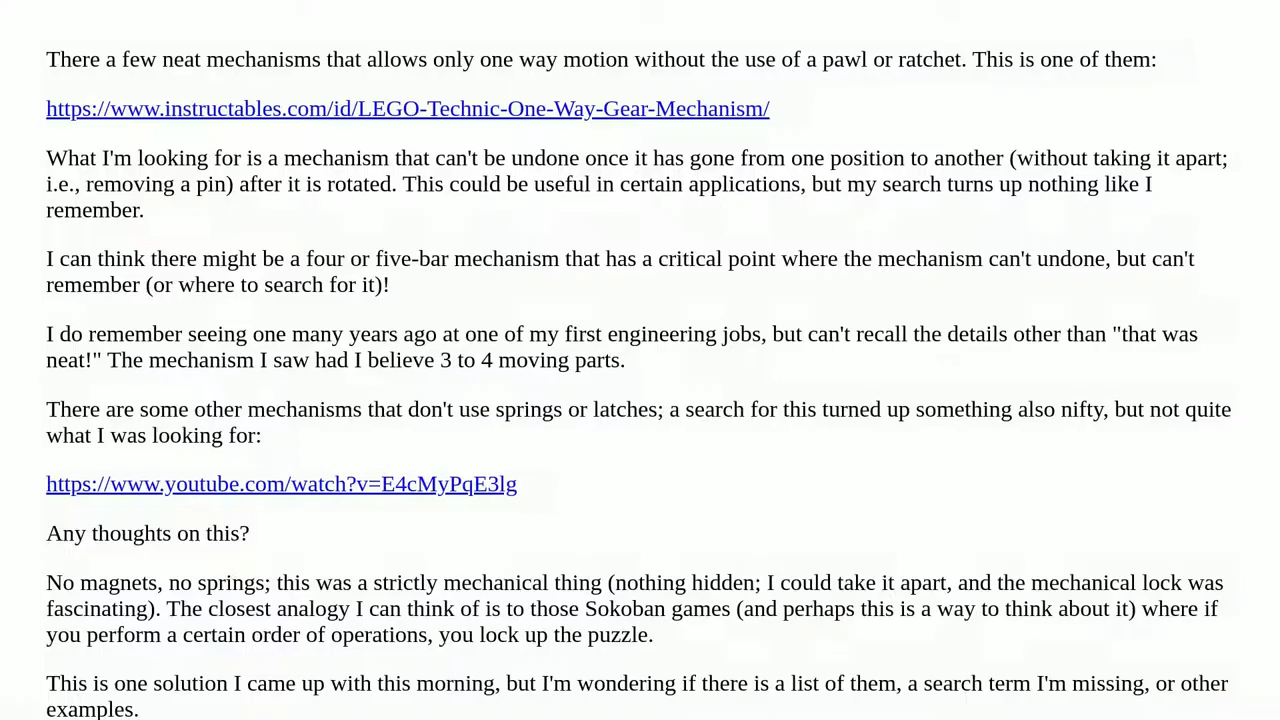 There a few neat mechanisms that allows only one way motion without the use of a pawl or ratchet. This is one of them:
https://www.instructables.com/id/LEGO-Technic-One-Way-Gear-Mechanism/
What I'm looking for is a mechanism that can't be undone once it has gone from one position to another (without taking it apart;
i.e., removing a pin) after it is rotated. This could be useful in certain applications, but my search turns up nothing like I
remember.
I can think there might be a four or five-bar mechanism that has a critical point where the mechanism can't undone, but can't
remember (or where to search for it)!
I do remember seeing one many years ago at one of my first engineering jobs, but can't recall the details other than "that was
neat!" The mechanism I saw had I believe 3 to 4 moving parts.
There are some other mechanisms that don't use springs or latches; a search for this turned up something also nifty, but not quite
what I was looking for:
https://www.youtube.com/watch?v=E4cMyPqE3lg
Any thoughts on this?
No magnets, no springs; this was a strictly mechanical thing (nothing hidden; I could take it apart, and the mechanical lock was
fascinating). The closest analogy I can think of is to those Sokoban games (and perhaps this is a way to think about it) where if
you perform a certain order of operations, you lock up the puzzle.
This is one solution I came up with this morning, but I'm wondering if there is a list of them, a search term I'm missing, or other
examples.